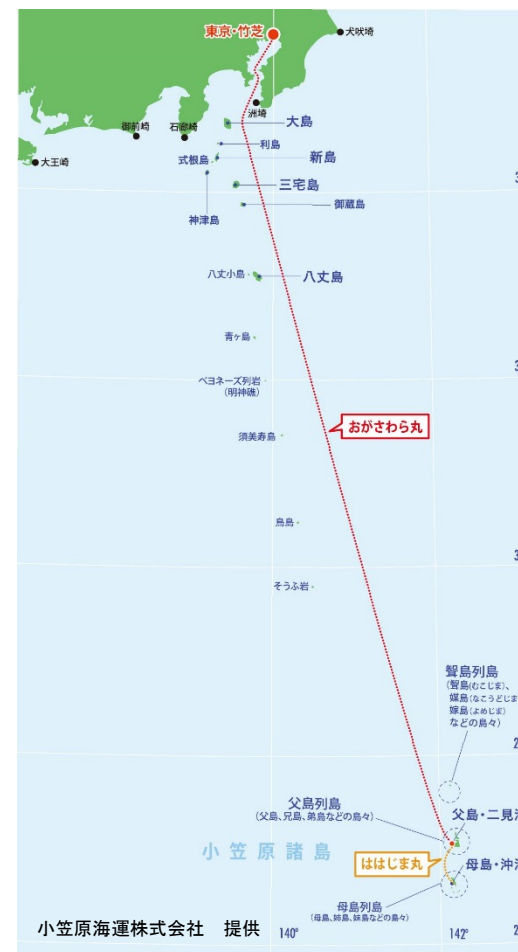 東京・竹芝
犬吠埼
洲埼
大島
御前崎
石廊崎
利島
大王崎
式根島
新島
三宅島
御蔵島
神津島
八丈小島
八丈島
青ヶ島
ベヨネーズ列岩
(明神礁)
須美寿島
おがさわら丸
鳥島
そうふ岩
聟島列島
(聟島(むこじま)、
媒島(なこうどじま
嫁島(よめじま)
などの島々)
父島列島
(父島、兄島、弟島などの島々)
父島・二見
小笠原諸島
ははじま丸
母島・沖
母島列島
(母島、姉島、妹島などの島々)
小笠原海運株式会社 提供
140°
142°